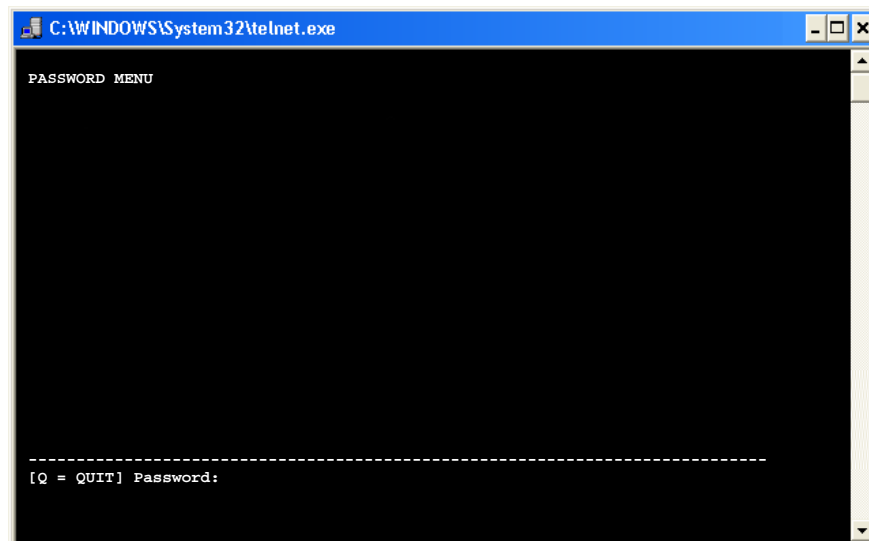 C:\WINDOWS\System32\telnet.exe
PASSWORD MENU
-----------------------------------------------------------------------------
[Q = QUIT] Password: